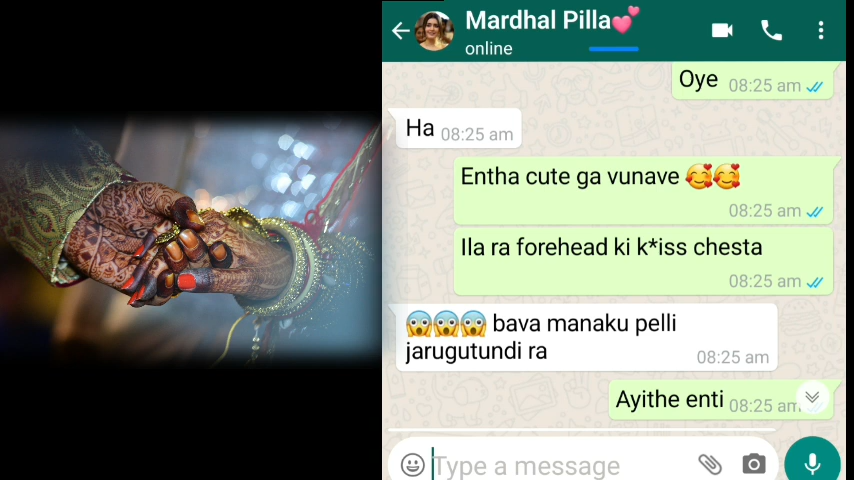 Mardhal Pilla💕
online
Oye 08:25 am
Ha 08:25 am
Entha cute ga vunave 🥰🥰
08:25 am
Ila ra forehead ki k*iss chesta
08:25 am
😱😱😱 bava manaku pelli
jarugutundi ra 08:25 am
Ayithe enti 08:25 am
Type a message